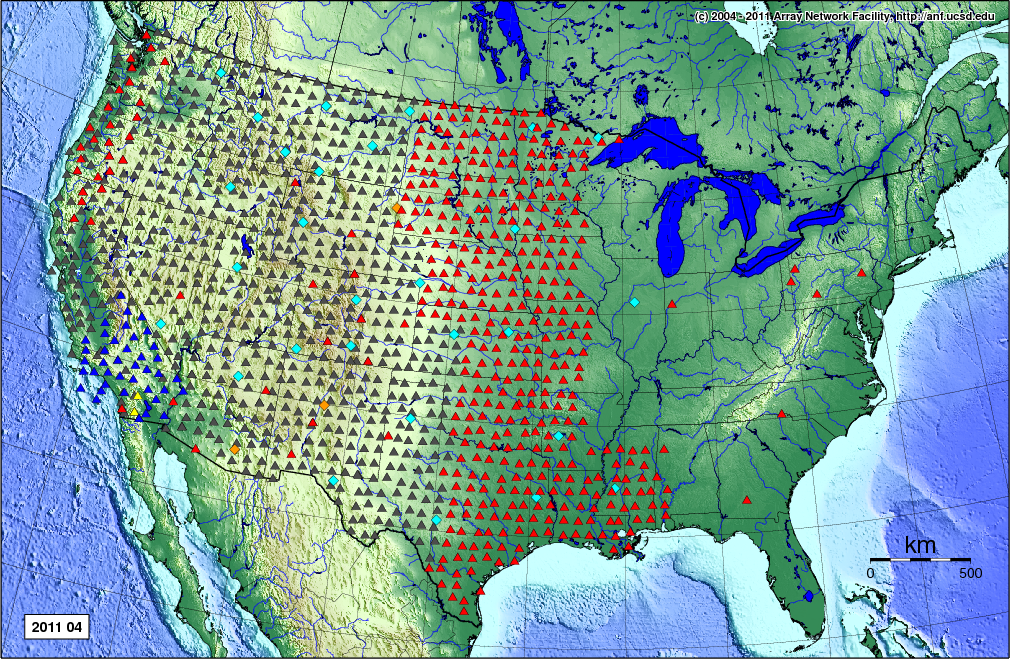 (c) 2004 - 2011 Array Network Facility, http://anf.ucsd.edu
km
0 500
2011 04